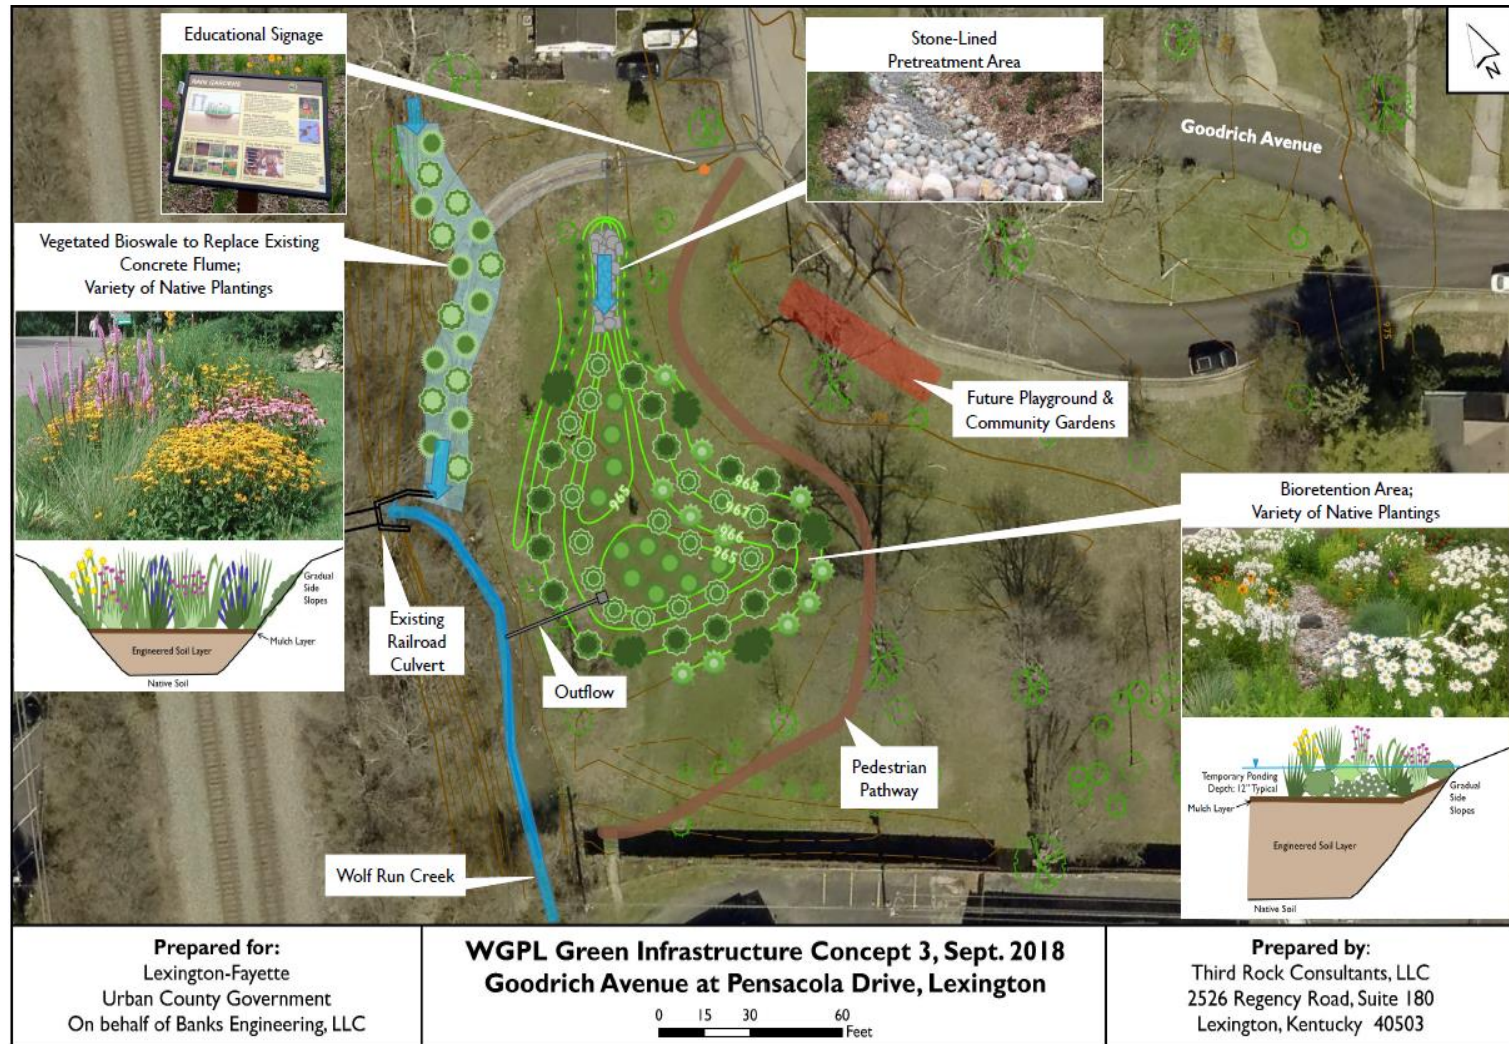 Educational Signage
RAIN GARDENS
Stone-Lined
Pretreatment Area
N
Goodrich Avenue
Vegetated Bioswale to Replace Existing
Concrete Flume;
Variety of Native Plantings
Gradual
Side
Slopes
Mulch Layer
Engineered Soil Layer
Native Soil
975
Future Playground &
Community Gardens
968
967
966
965
965
Bioretention Area;
Variety of Native Plantings
Temporary Ponding
Depth: 12" Typical
Mulch Layer
Gradual
Side
Slopes
Engineered Soil Layer
Native Soil
Existing
Railroad
Culvert
Outflow
Pedestrian
Pathway
Wolf Run Creek
Prepared for:
Lexington-Fayette
Urban County Government
On behalf of Banks Engineering, LLC
WGPL Green Infrastructure Concept 3, Sept. 2018
Goodrich Avenue at Pensacola Drive, Lexington
0 15 30 60
Feet
Prepared by:
Third Rock Consultants, LLC
2526 Regency Road, Suite 180
Lexington, Kentucky 40503